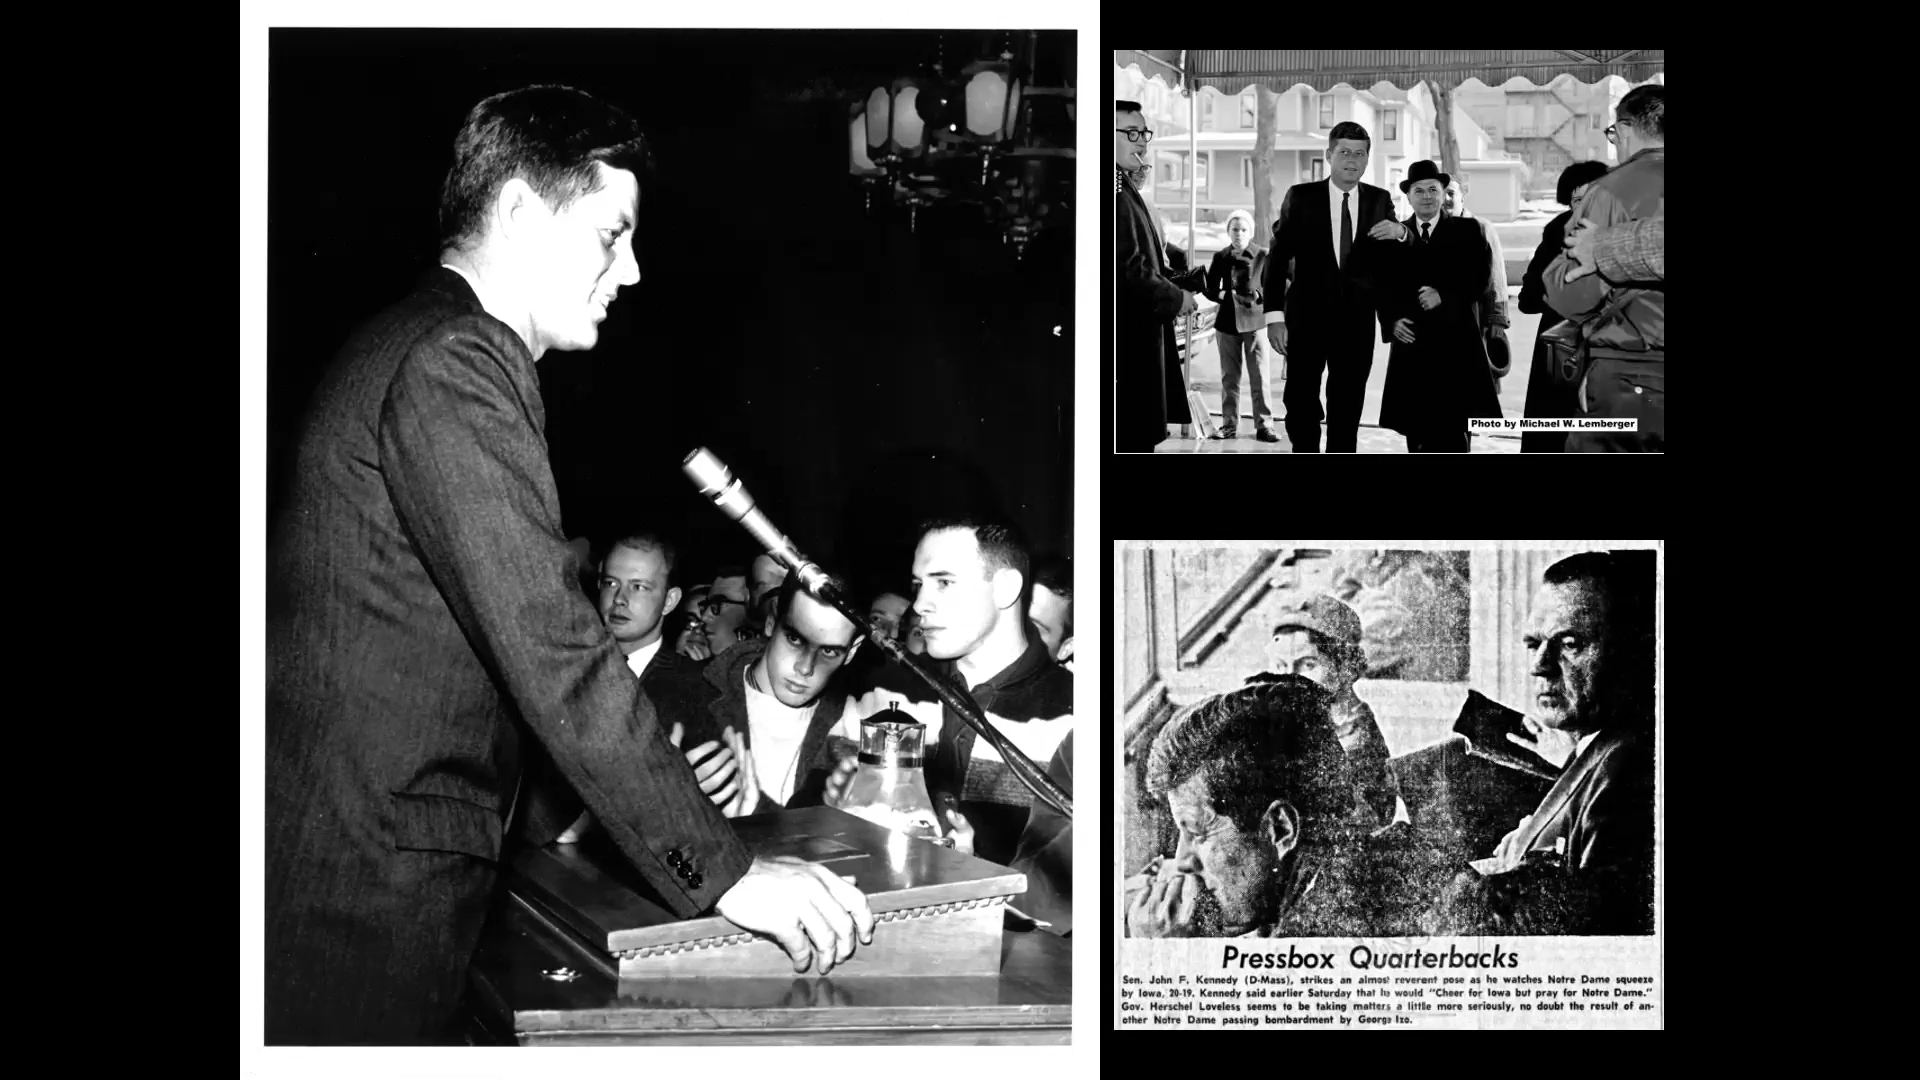 Photo by Michael W. Lemberger
Pressbox Quarterbacks
Sen. John F. Kennedy (D-Mass), strikes an almost reverent pose as he watches Notre Dame squeeze
by Iowa, 20-19. Kennedy said earlier Saturday that he would "Cheer for Iowa but pray for Notre Dame."
Gov. Herschel Loveless seems to be taking matters a little more seriously, no doubt the result of an-
other Notre Dame passing bombardment by George Izo.